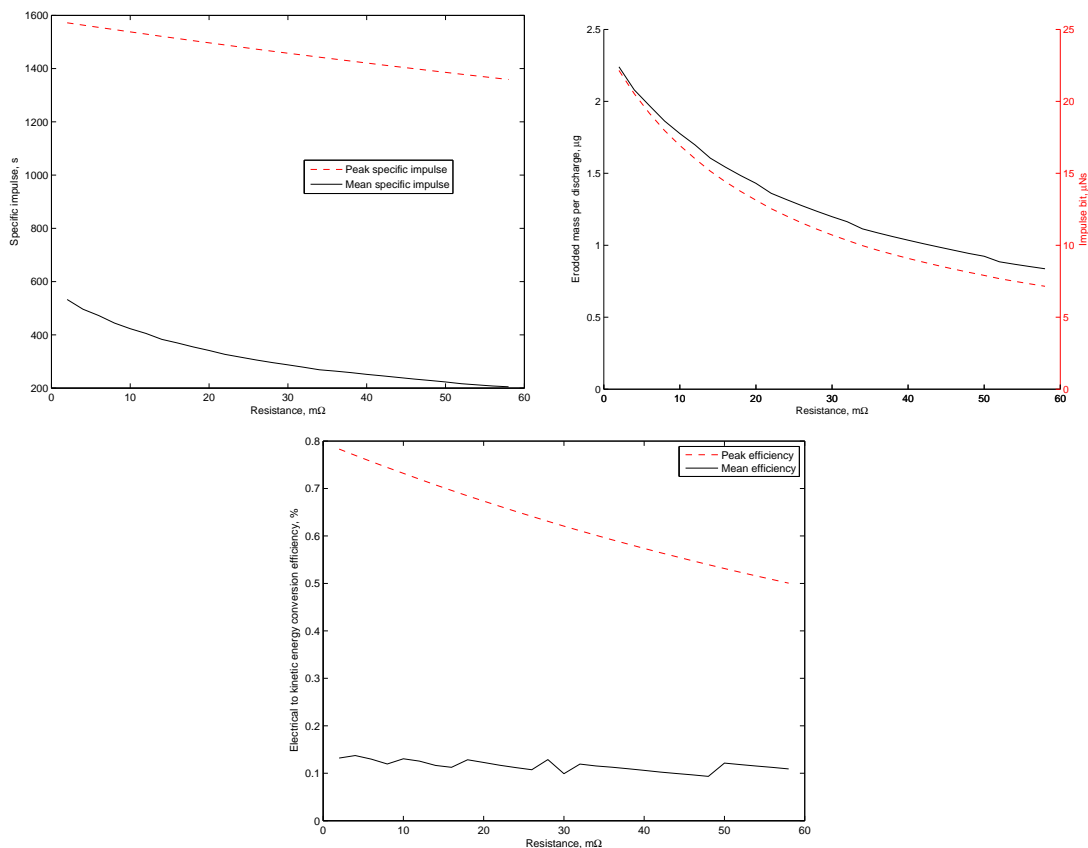 1600
1400
1200
1000
800
600
400
200
Specific impulse, s
Peak specific impulse
Mean specific impulse
0 10 20 30 40 50 60
Resistance, mΩ
2.5
2
1.5
1
0.5
0
Erodded mass per discharge, μg
25
20
15
10
5
0
Impulse bit, μNs
0 10 20 30 40 50 60
Resistance, mΩ
0.8
0.7
0.6
0.5
0.4
0.3
0.2
0.1
0
Electrical to kinetic energy conversion efficiency, %
Peak efficiency
Mean efficiency
0 10 20 30 40 50 60
Resistance, mΩ